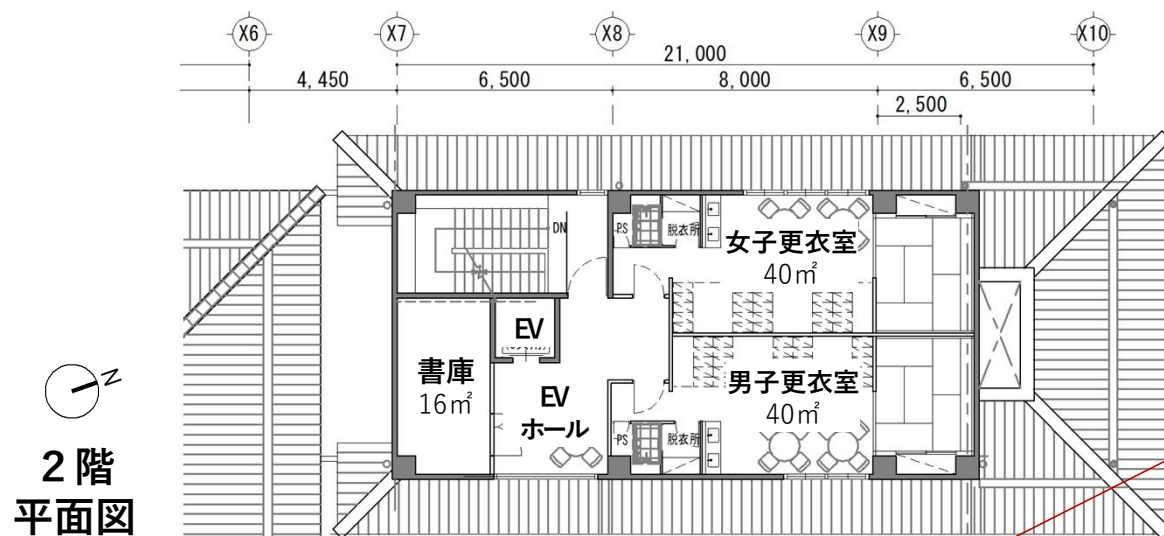 X6
X7
X8
X9
X10
21,000
4,450
6,500
8,000
6,500
2,500
DN
PS
脱衣所
女子更衣室
40㎡
EV
書庫
16㎡
EV
ホール
男子更衣室
40㎡
PS
脱衣所
N
2階
平面図